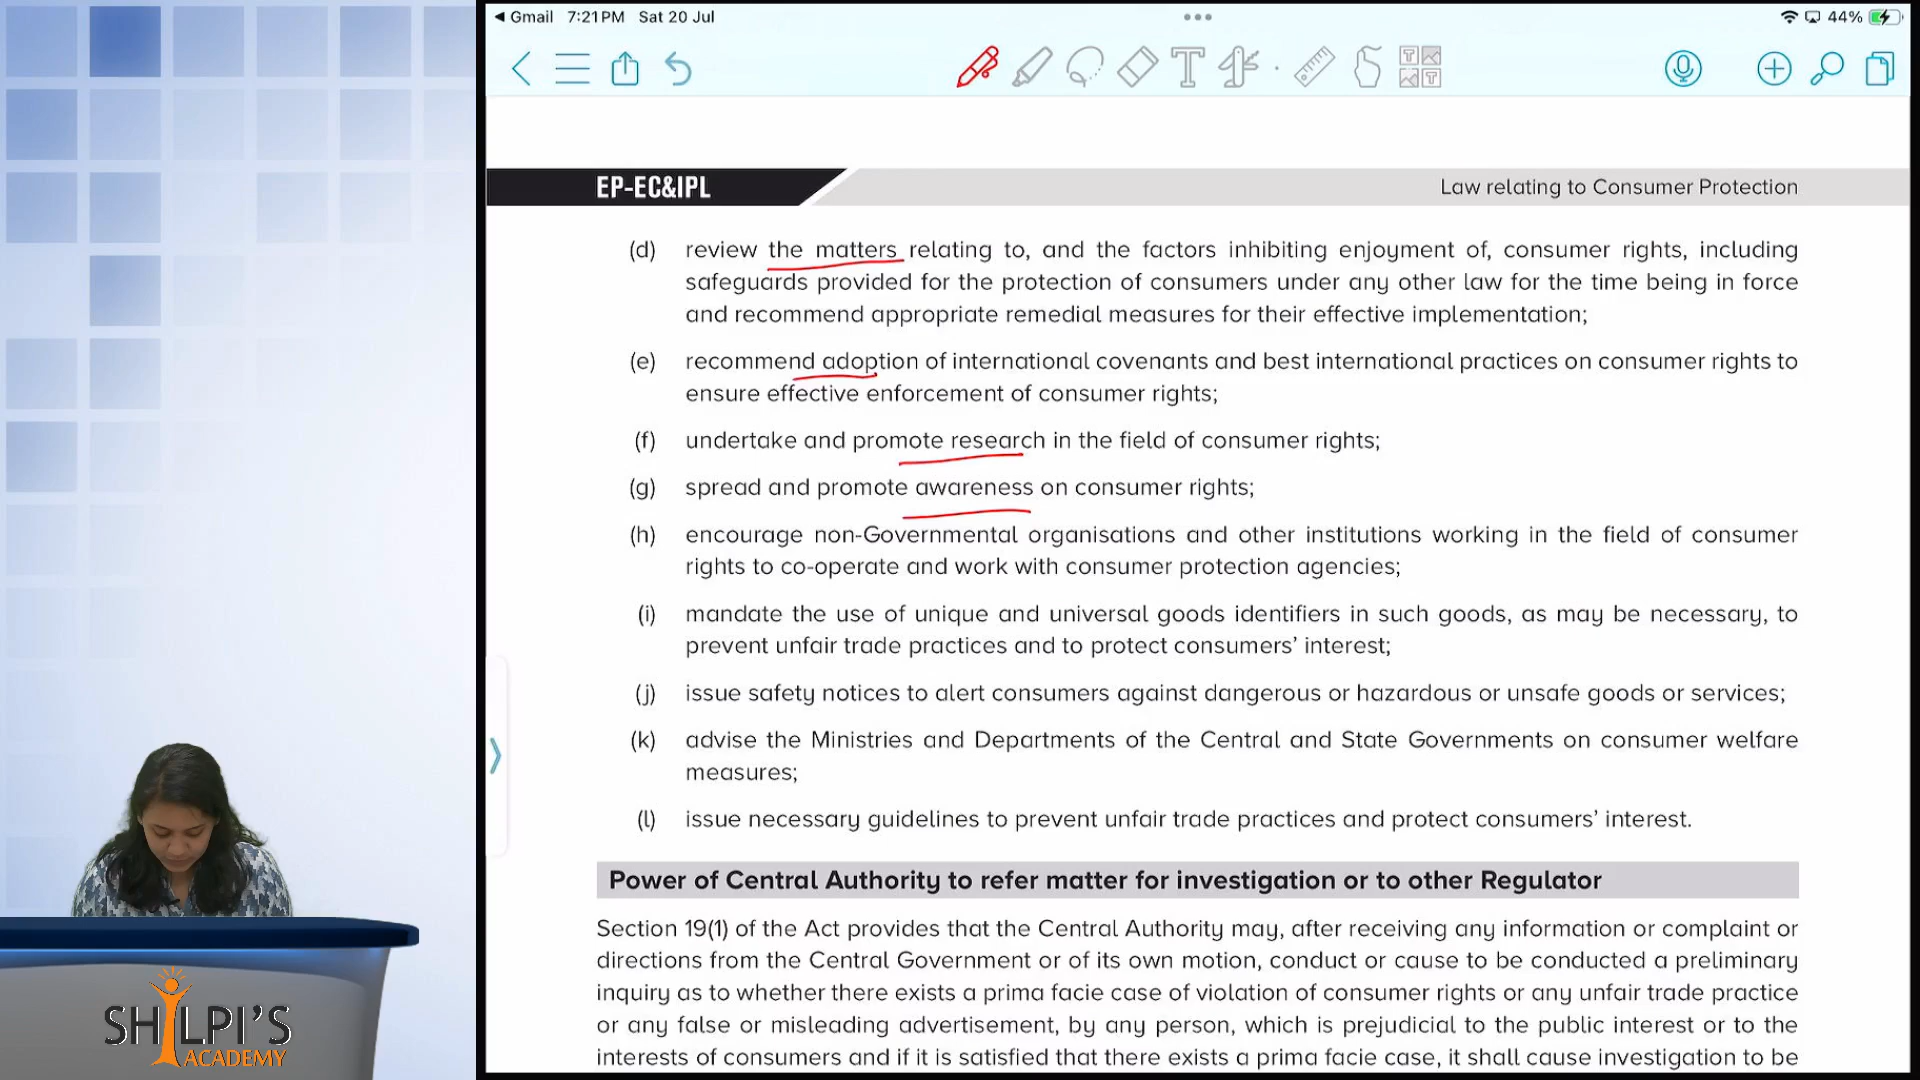 Gmail 7:21 PM Sat 20 Jul
44%
EP-EC&IPL
Law relating to Consumer Protection
(d) review the matters relating to, and the factors inhibiting enjoyment of, consumer rights, including
safeguards provided for the protection of consumers under any other law for the time being in force
and recommend appropriate remedial measures for their effective implementation;
(e) recommend adoption of international covenants and best international practices on consumer rights to
ensure effective enforcement of consumer rights;
(f) undertake and promote research in the field of consumer rights;
(g) spread and promote awareness on consumer rights;
(h) encourage non-Governmental organisations and other institutions working in the field of consumer
rights to co-operate and work with consumer protection agencies;
(i) mandate the use of unique and universal goods identifiers in such goods, as may be necessary, to
prevent unfair trade practices and to protect consumers’ interest;
(j) issue safety notices to alert consumers against dangerous or hazardous or unsafe goods or services;
(k) advise the Ministries and Departments of the Central and State Governments on consumer welfare
measures;
(l) issue necessary guidelines to prevent unfair trade practices and protect consumers’ interest.
Power of Central Authority to refer matter for investigation or to other Regulator
Section 19(1) of the Act provides that the Central Authority may, after receiving any information or complaint or
directions from the Central Government or of its own motion, conduct or cause to be conducted a preliminary
inquiry as to whether there exists a prima facie case of violation of consumer rights or any unfair trade practice
or any false or misleading advertisement, by any person, which is prejudicial to the public interest or to the
interests of consumers and if it is satisfied that there exists a prima facie case, it shall cause investigation to be
SHILPI'S
ACADEMY